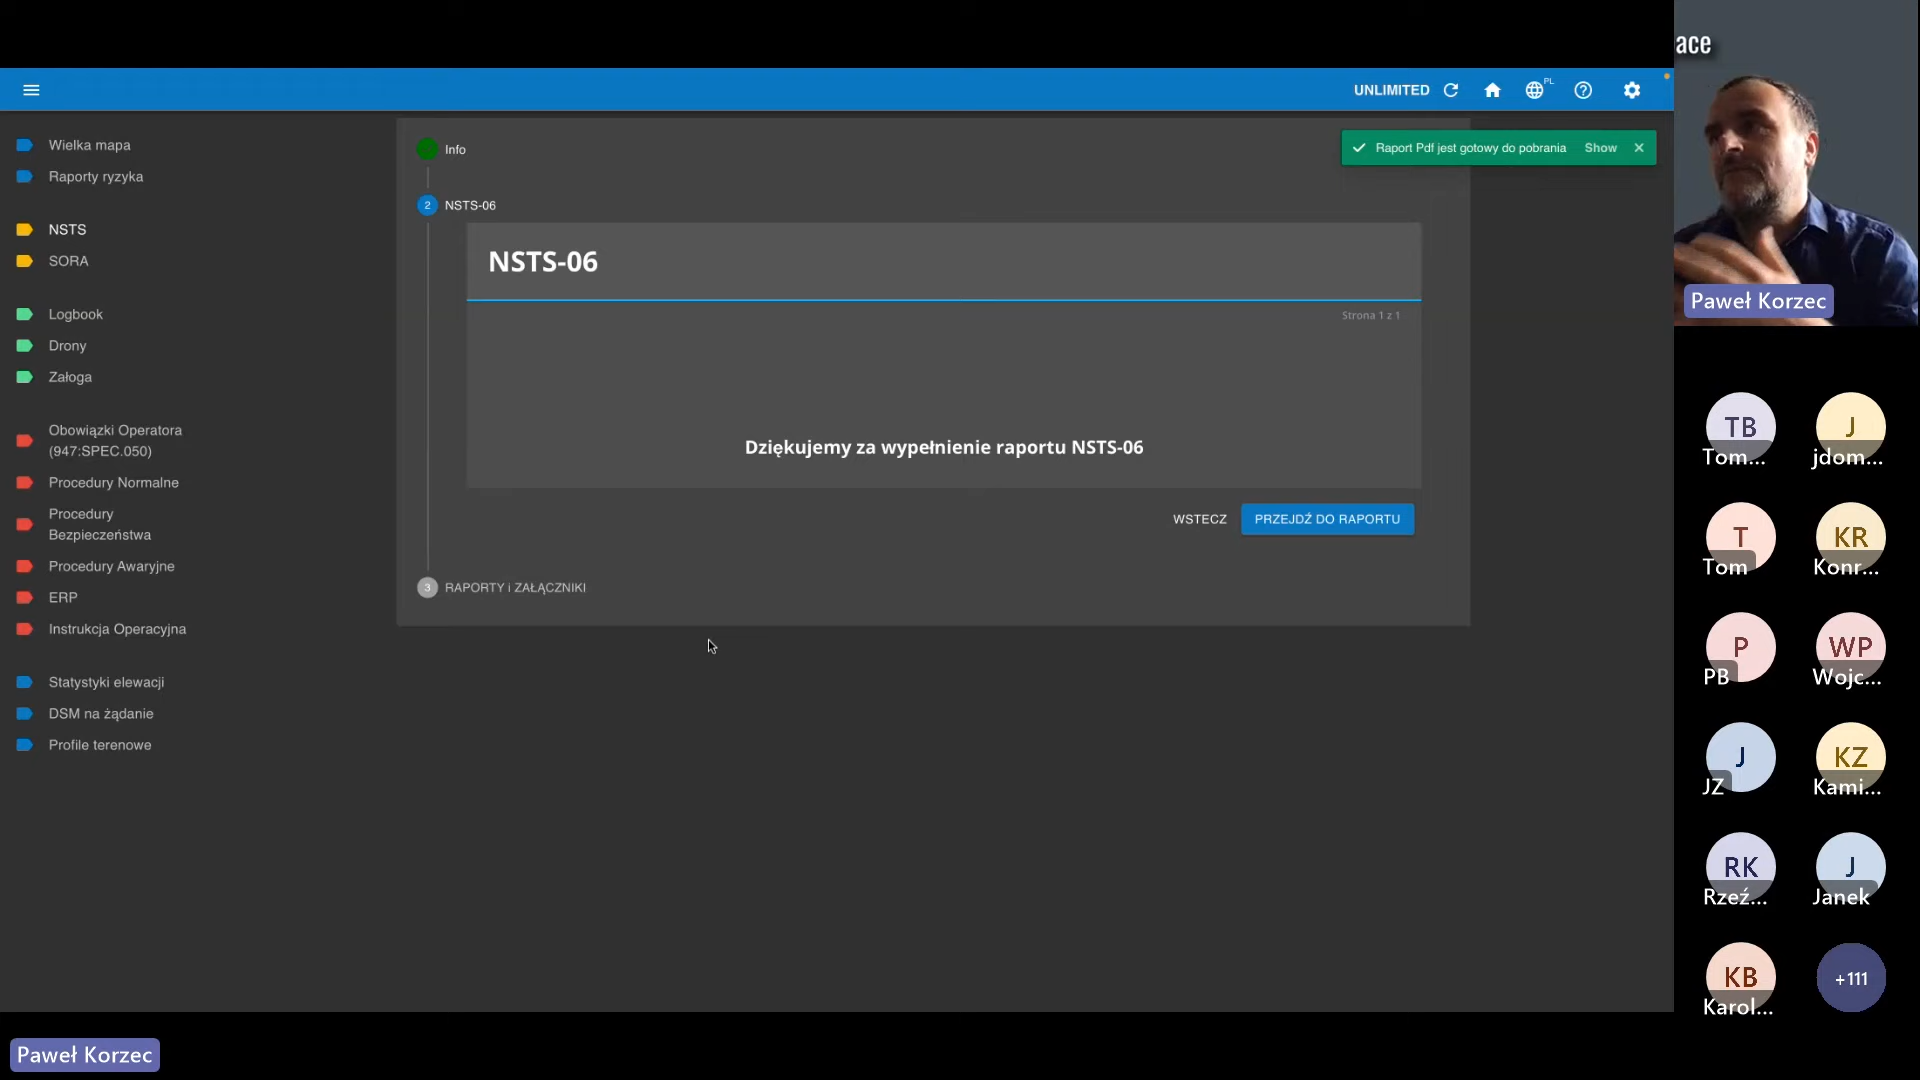 ace
UNLIMITED
PL
Wielka mapa
Raporty ryzyka
NSTS
SORA
Logbook
Drony
Załoga
Obowiązki Operatora
(947:SPEC.050)
Procedury Normalne
Procedury
Bezpieczeństwa
Procedury Awaryjne
ERP
Instrukcja Operacyjna
Statystyki elewacji
DSM na żądanie
Profile terenowe
Info
Raport Pdf jest gotowy do pobrania Show
2 NSTS-06
NSTS-06
Strona 1 z 1
Dziękujemy za wypełnienie raportu NSTS-06
WSTECZ PRZEJDŹ DO RAPORTU
3 RAPORTY i ZAŁĄCZNIKI
Paweł Korzec
TB J
Tom... jdom...
T KR
Tom Konr...
P WP
PB Wojc...
J KZ
JZ Kami...
RK J
Rzeź... Janek
KB +111
Karol...
Paweł Korzec